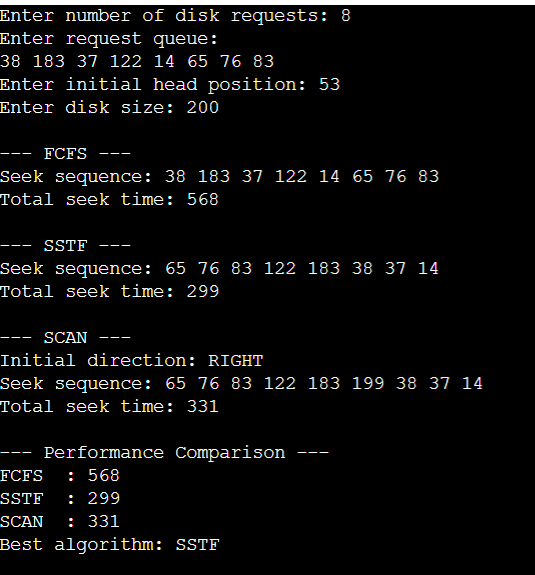 Enter number of disk requests: 8
Enter request queue:
38 183 37 122 14 65 76 83
Enter initial head position: 53
Enter disk size: 200
--- FCFS ---
Seek sequence: 38 183 37 122 14 65 76 83
Total seek time: 568
--- SSTF ---
Seek sequence: 65 76 83 122 183 38 37 14
Total seek time: 299
--- SCAN ---
Initial direction: RIGHT
Seek sequence: 65 76 83 122 183 199 38 37 14
Total seek time: 331
--- Performance Comparison ---
FCFS  : 568
SSTF  : 299
SCAN  : 331
Best algorithm: SSTF